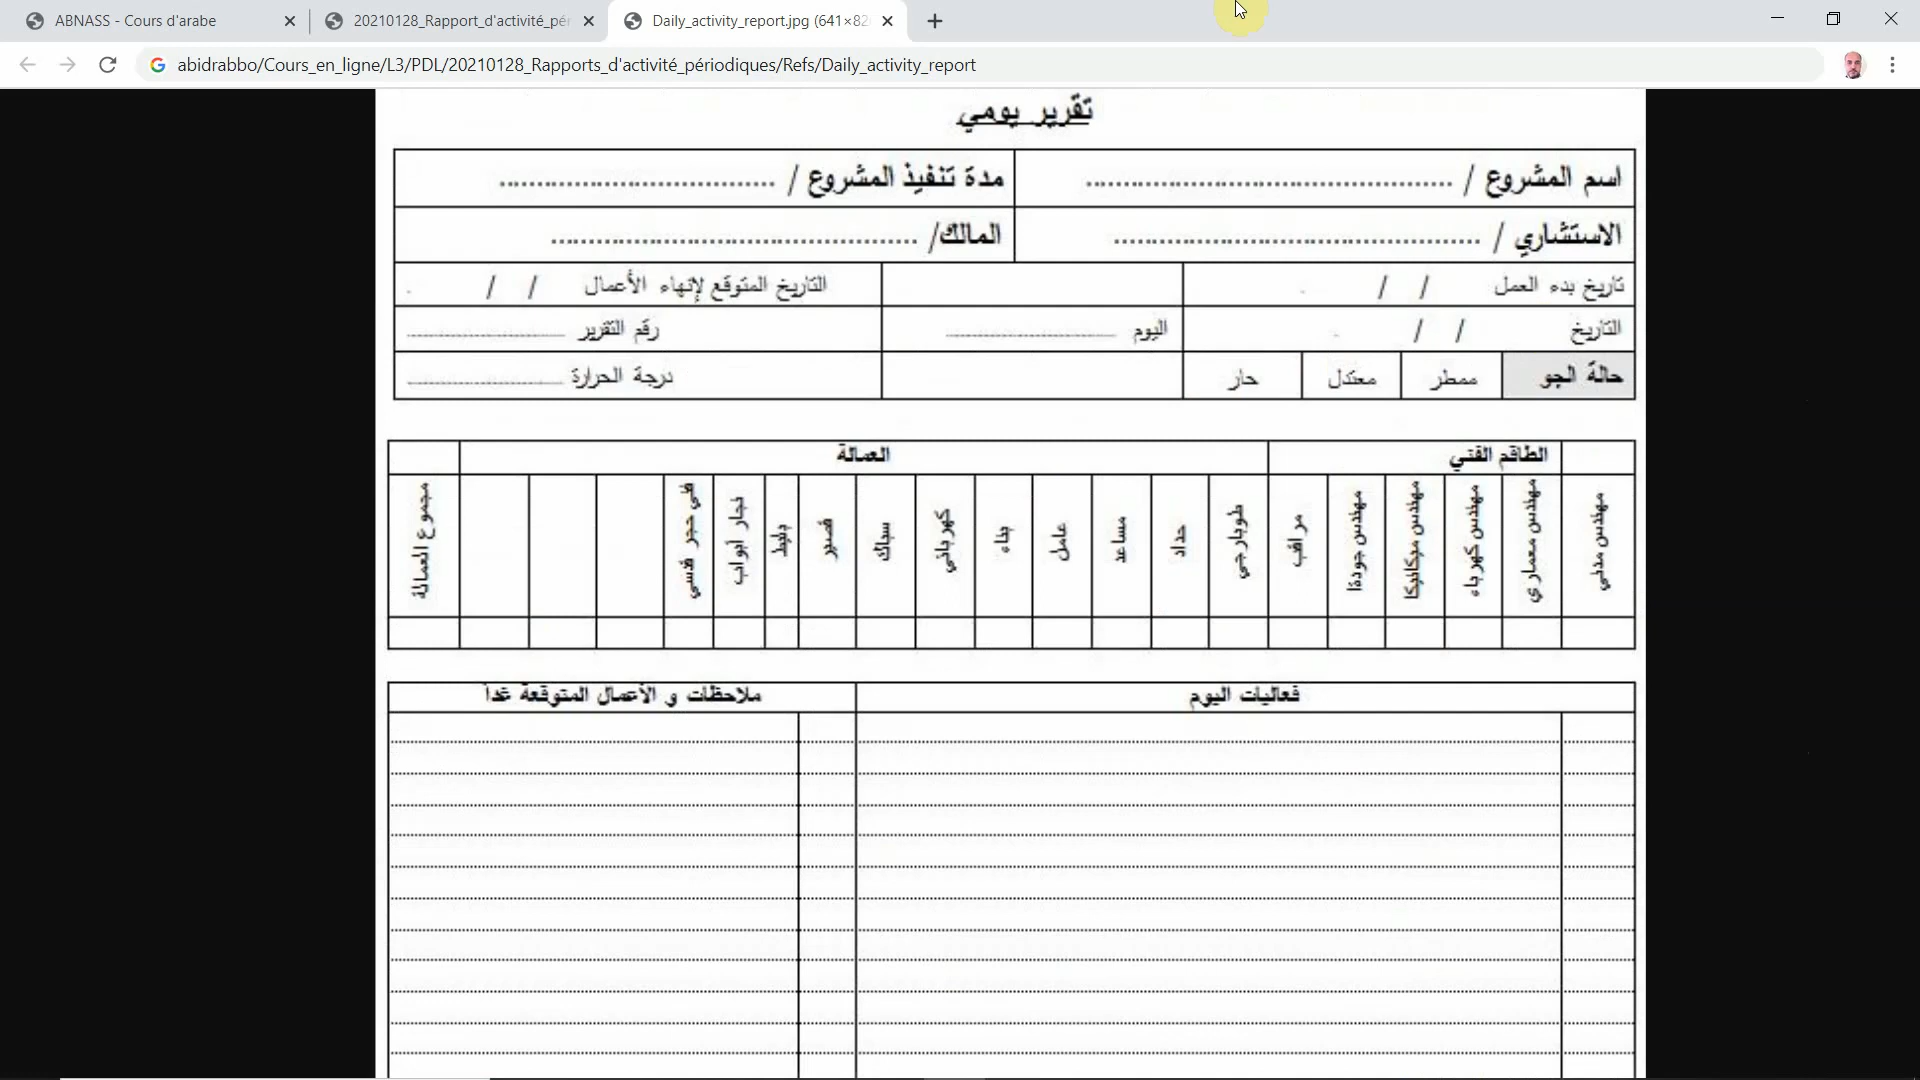 ABNASS - Cours d'arabe
20210128_Rapport_d'activité_pér
Daily_activity_report.jpg (641×82
abidrabbo/Cours_en_ligne/L3/PDL/20210128_Rapports_d'activité_périodiques/Refs/Daily_activity_report
تقرير يومي
اسم المشروع / ................................................ مدة تنفيذ المشروع / ....................................
الاستشاري / ................................................ المالك/ ................................................
تاريخ بدء العمل / / . التاريخ المتوقع لإنهاء الأعمال / / .
التاريخ / / . اليوم ........................ رقم التقرير ........................
حالة الجو ممطر معتدل حار درجة الحرارة ........................
الطاقم الفني العمالة
مهندس مدني
مهندس معماري
مهندس كهرباء
مهندس ميكانيكا
مهندس جودة
مراقب
طوبارجي
حداد
مساعد
عامل
بناء
كهربائي
سباك
قصير
بليط
نجار أبواب
فني حجر قدسي
مجموع العمالة
فعاليات اليوم ملاحظات و الأعمال المتوقعة غداً